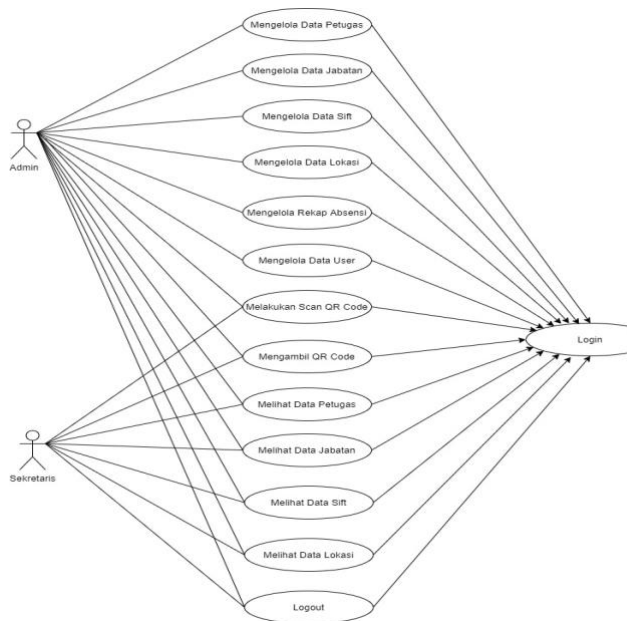 Mengelola Data Petugas
Mengelola Data Jabatan
Mengelola Data Sift
Admin
Mengelola Data Lokasi
Mengelola Rekap Absensi
Mengelola Data User
Melakukan Scan QR Code
Login
Mengambil QR Code
Melihat Data Petugas
Melihat Data Jabatan
Sekretaris
Melihat Data Sift
Melihat Data Lokasi
Logout